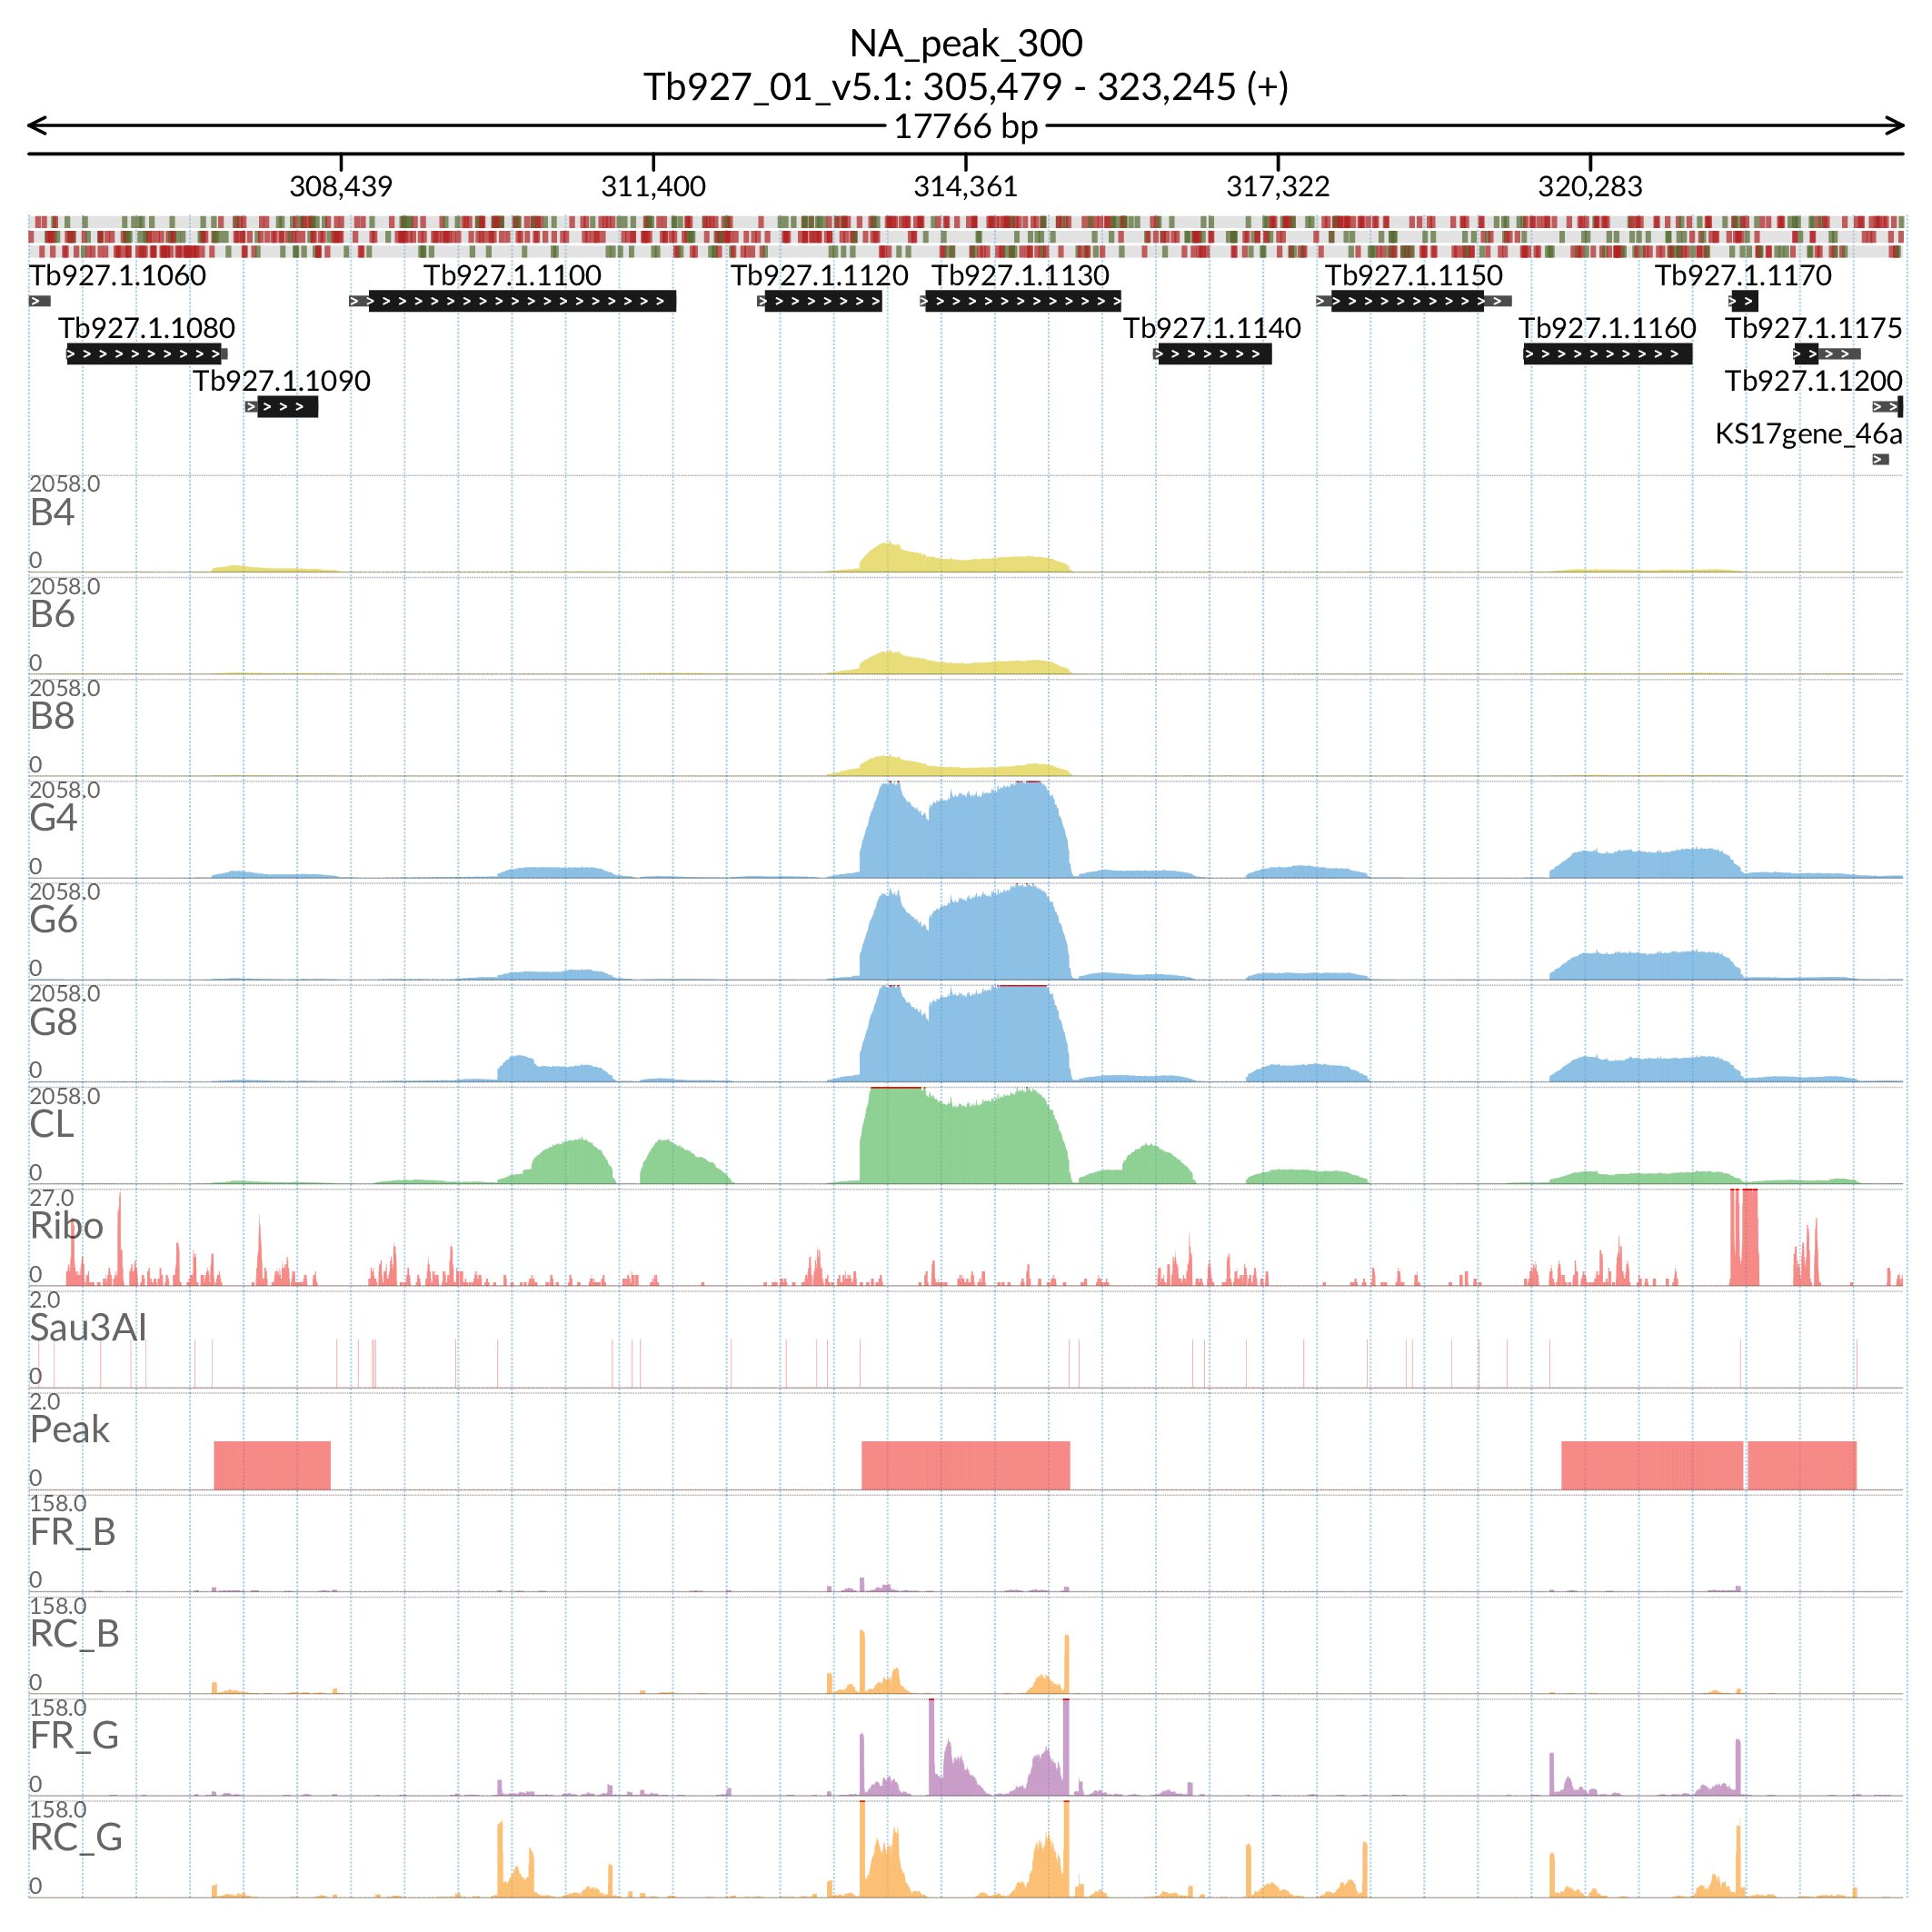 NA_peak_300
Tb927_01_v5.1: 305,479 - 323,245 (+)
17766 bp
308,439 311,400 314,361 317,322 320,283
Tb927.1.1060 Tb927.1.1100 Tb927.1.1120 Tb927.1.1130 Tb927.1.1150 Tb927.1.1170
Tb927.1.1080 Tb927.1.1140 Tb927.1.1160 Tb927.1.1175
Tb927.1.1090 Tb927.1.1200
KS17gene_46a
2058.0
B4
0
2058.0
B6
0
2058.0
B8
0
2058.0
G4
0
2058.0
G6
0
2058.0
G8
0
2058.0
CL
0
27.0
Ribo
0
2.0
Sau3AI
0
2.0
Peak
0
158.0
FR_B
0
158.0
RC_B
0
158.0
FR_G
0
158.0
RC_G
0